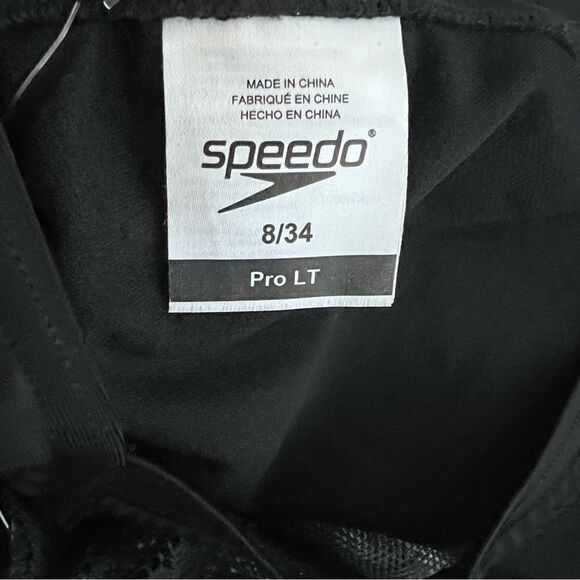 MADE IN CHINA
FABRIQUÉ EN CHINE
HECHO EN CHINA
speedo®
8/34
Pro LT